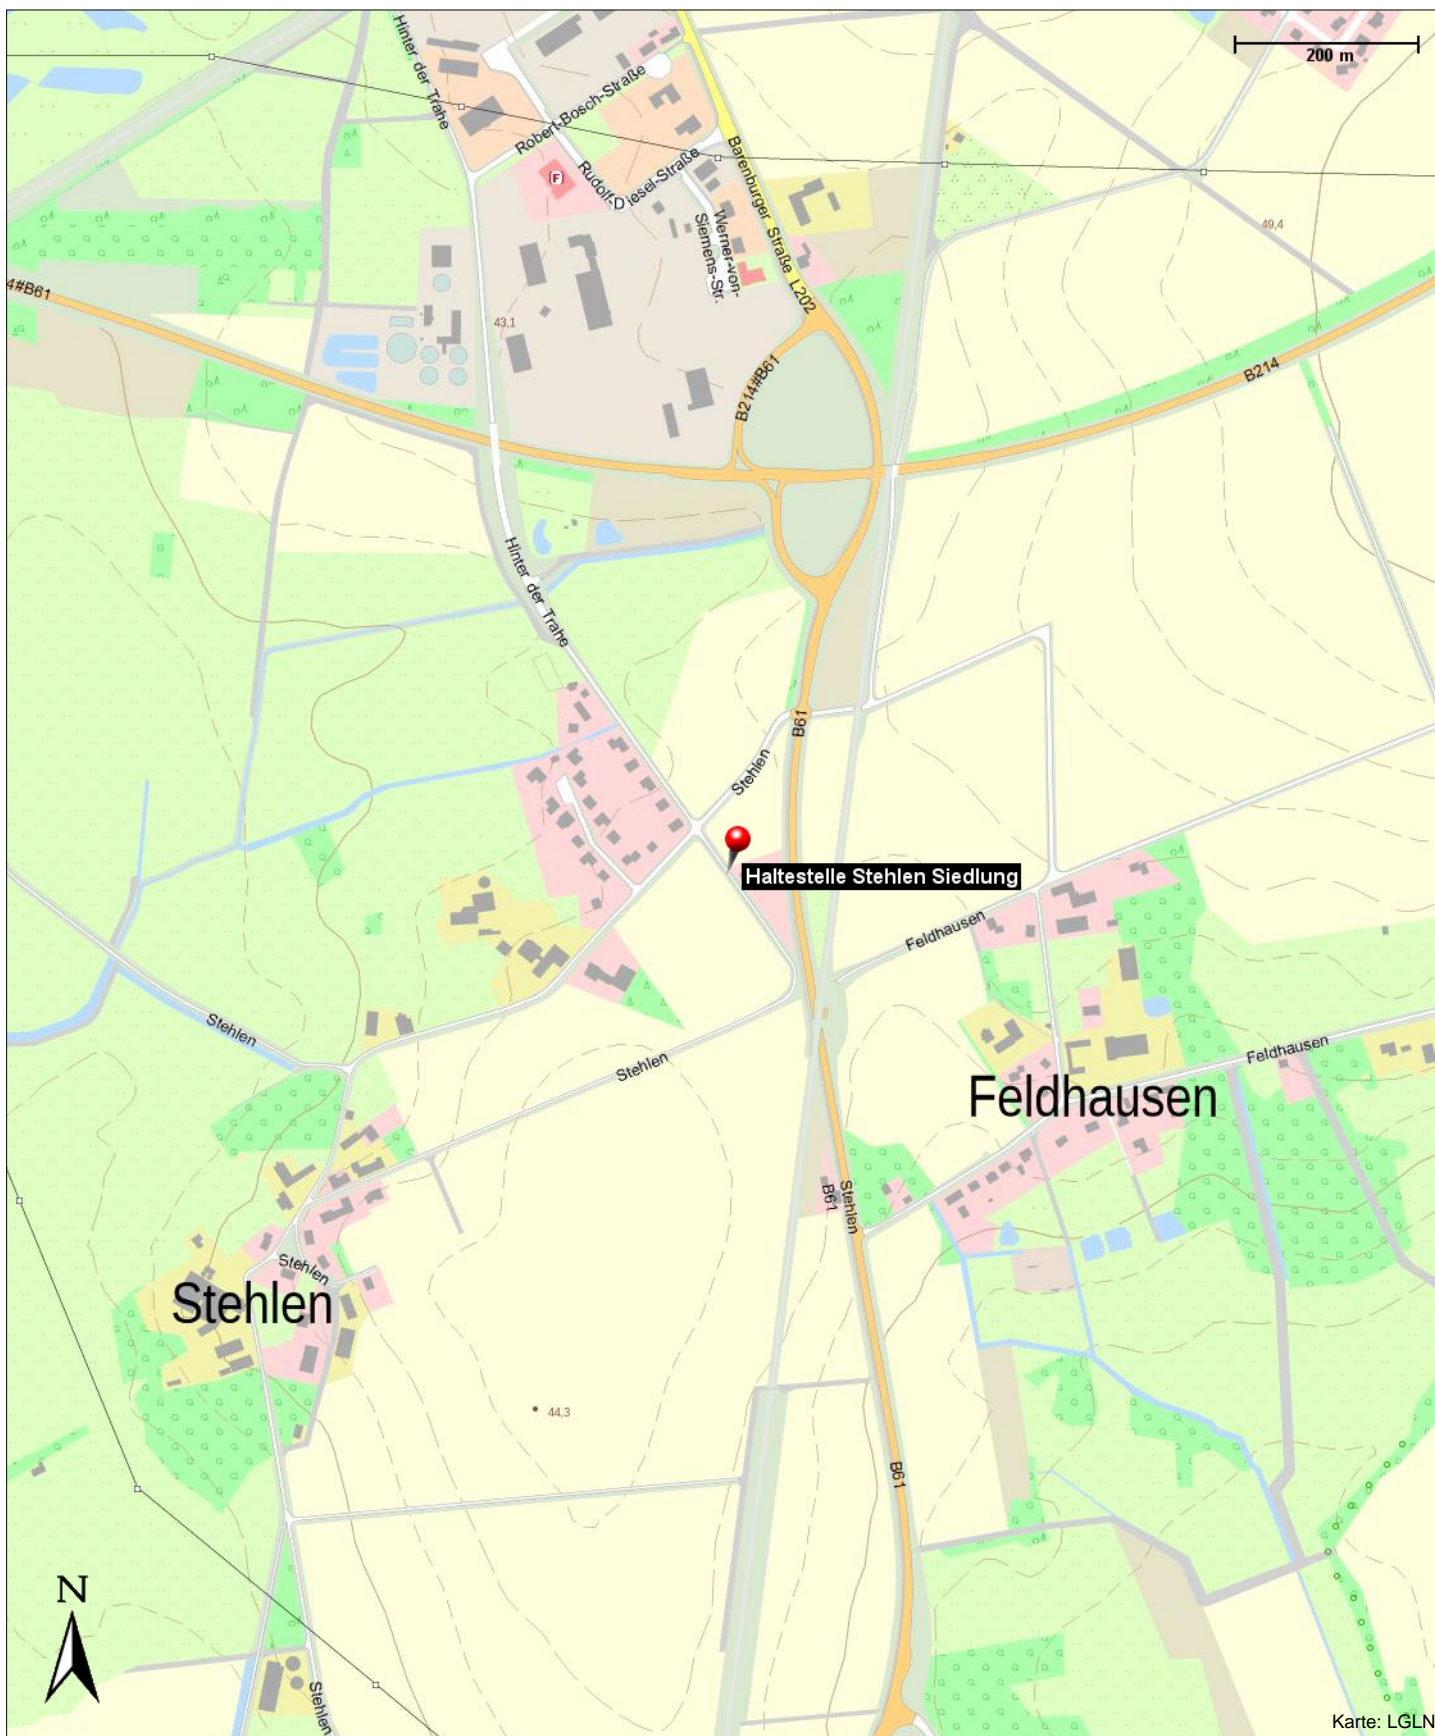 Hinter der Trahe
200 m
Robert-Bosch-Straße
Barenburger Straße L202
F
Rudolf-Diesel-Straße
Werner-von-
Siemens-Str.
49,4
4#B61
43,1
B214#B61
B214
Hinter der Trahe
B61
Stehlen
Haltestelle Stehlen Siedlung
Feldhausen
Stehlen
Stehlen
Feldhausen
Feldhausen
Stehlen
B61
Stehlen
Stehlen
44,3
B61
N
Stehlen
Karte: LGLN